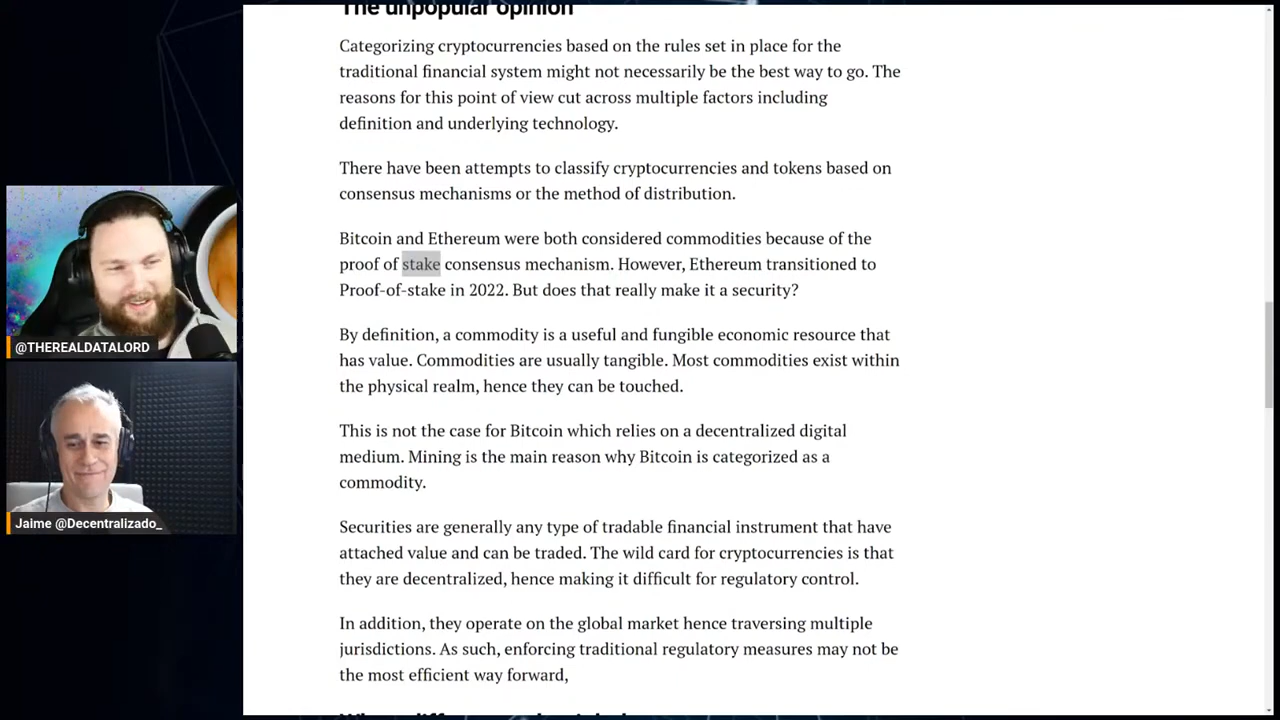 The unpopular opinion
Categorizing cryptocurrencies based on the rules set in place for the
traditional financial system might not necessarily be the best way to go. The
reasons for this point of view cut across multiple factors including
definition and underlying technology.
There have been attempts to classify cryptocurrencies and tokens based on
consensus mechanisms or the method of distribution.
Bitcoin and Ethereum were both considered commodities because of the
proof of stake consensus mechanism. However, Ethereum transitioned to
Proof-of-stake in 2022. But does that really make it a security?
By definition, a commodity is a useful and fungible economic resource that
has value. Commodities are usually tangible. Most commodities exist within
the physical realm, hence they can be touched.
This is not the case for Bitcoin which relies on a decentralized digital
medium. Mining is the main reason why Bitcoin is categorized as a
commodity.
Securities are generally any type of tradable financial instrument that have
attached value and can be traded. The wild card for cryptocurrencies is that
they are decentralized, hence making it difficult for regulatory control.
In addition, they operate on the global market hence traversing multiple
jurisdictions. As such, enforcing traditional regulatory measures may not be
the most efficient way forward,
@THEREALDATALORD
Jaime @Decentralizado_